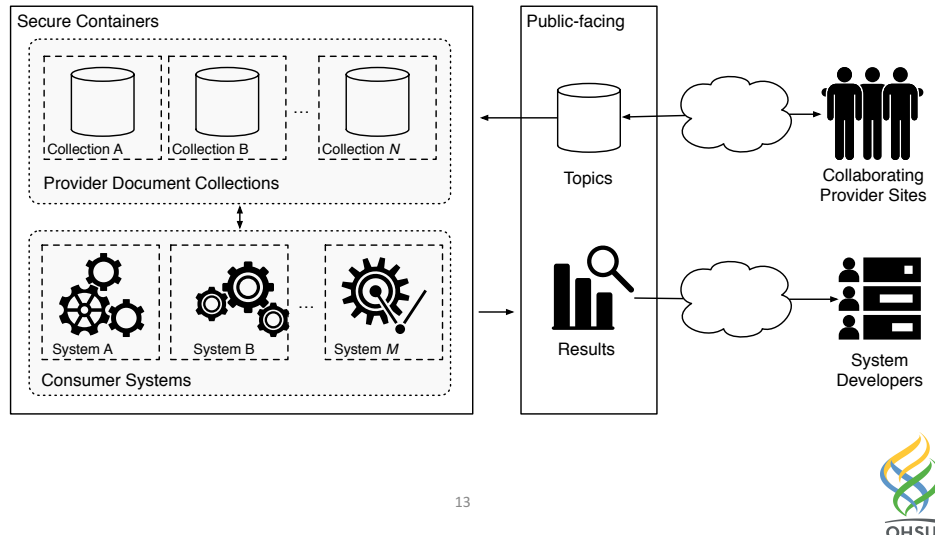 Secure Containers
Public-facing
Collection A
Collection B
...
Collection N
Provider Document Collections
Topics
Collaborating
Provider Sites
System A
System B
...
System M
Consumer Systems
Results
System
Developers
13
OHSU